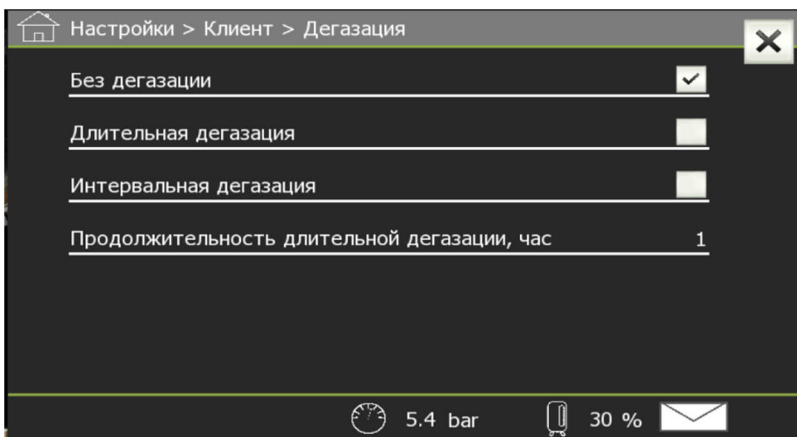 Настройки > Клиент > Дегазация
Без дегазации
Длительная дегазация
Интервальная дегазация
Продолжительность длительной дегазации, час 1
5.4 bar 30 %